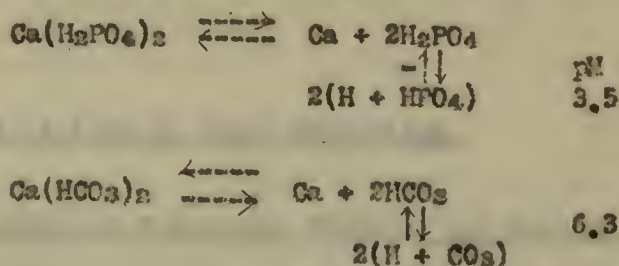 Ca(H₂PO₄)₂ ⇄ Ca + 2H₂PO₄
- ↑↓ pH
2(H + HPO₄) 3.5
Ca(HCO₃)₂ ⇄ Ca + 2HCO₃
↑↓ 6.3
2(H + CO₃)